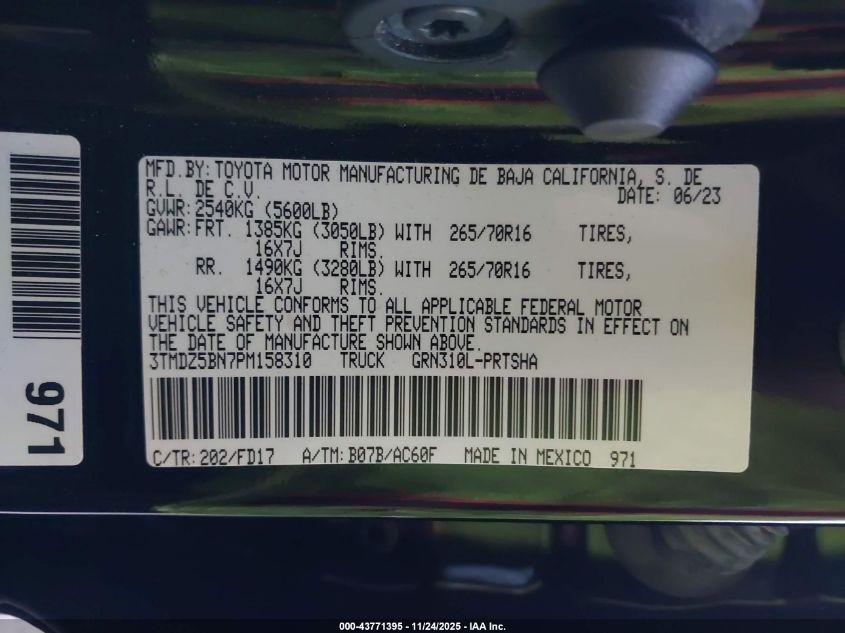 MFD.BY:TOYOTA MOTOR MANUFACTURING DE BAJA CALIFORNIA, S. DE
R.L. DE C.V. DATE: 06/23
GVWR:2540KG (5600LB)
GAWR:FRT. 1385KG (3050LB) WITH 265/70R16 TIRES,
16X7J RIMS.
RR. 1490KG (3280LB) WITH 265/70R16 TIRES,
16X7J RIMS.
THIS VEHICLE CONFORMS TO ALL APPLICABLE FEDERAL MOTOR
VEHICLE SAFETY AND THEFT PREVENTION STANDARDS IN EFFECT ON
THE DATE OF MANUFACTURE SHOWN ABOVE.
3TMDZ5BN7PM158310 TRUCK GRN310L-PRTSHA
C/TR:202/FD17 A/TM:B07B/AC60F MADE IN MEXICO 971
971
000-43771395 - 11/24/2025 - IAA Inc.